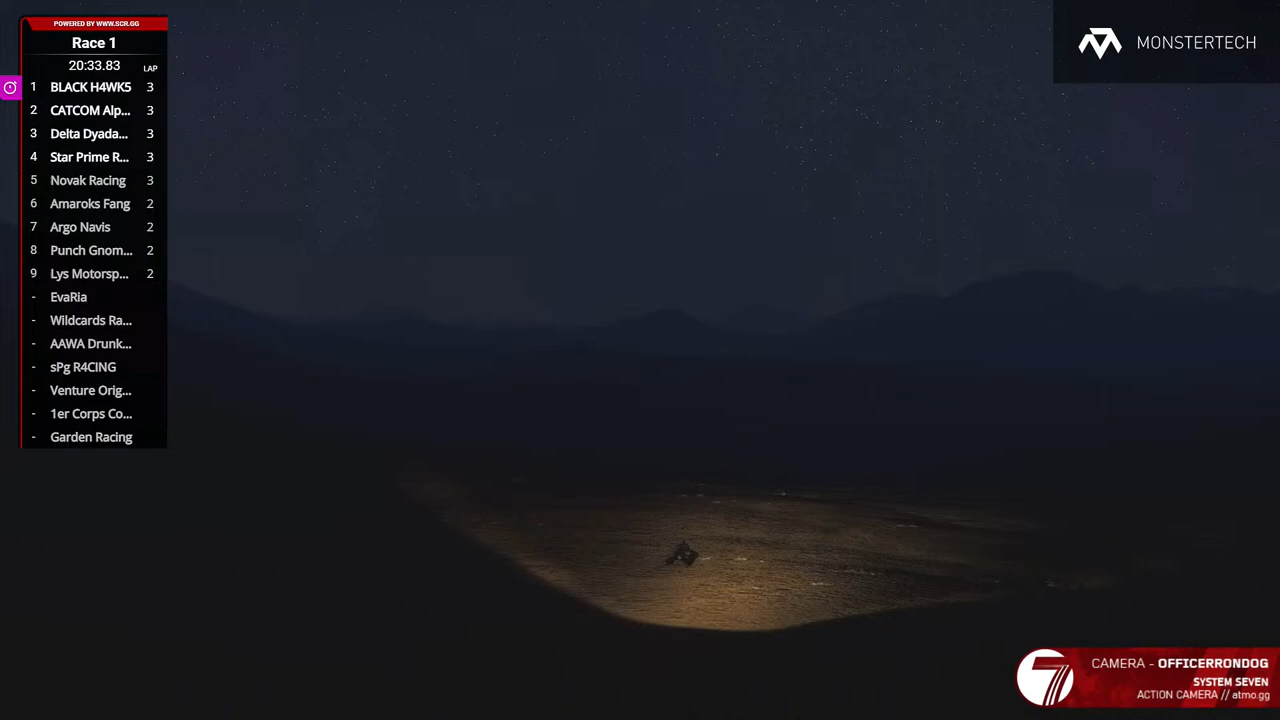 POWERED BY WWW.SCR.GG
Race 1
20:33.83 LAP
1 BLACK H4WK5 3
2 CATCOM Alp... 3
3 Delta Dyada... 3
4 Star Prime R... 3
5 Novak Racing 3
6 Amaroks Fang 2
7 Argo Navis 2
8 Punch Gnom... 2
9 Lys Motorsp... 2
- EvaRia
- Wildcards Ra...
- AAWA Drunk...
- sPg R4CING
- Venture Orig...
- 1er Corps Co...
- Garden Racing
MONSTERTECH
7 CAMERA - OFFICERRONDOG
SYSTEM SEVEN
ACTION CAMERA // atmo.gg